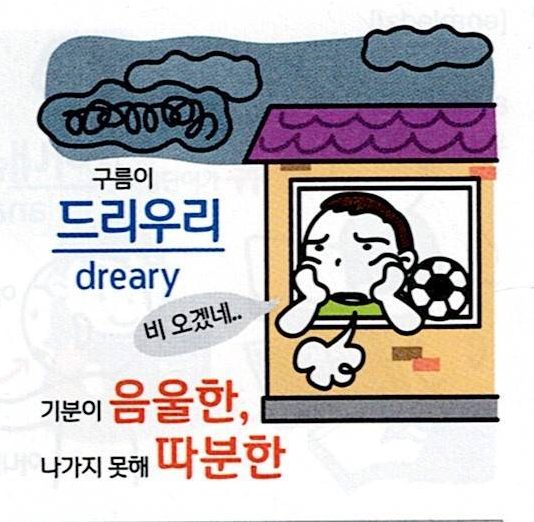 구름이
드리우리
dreary
비 오겠네..
기분이 음울한,
나가지 못해 따분한